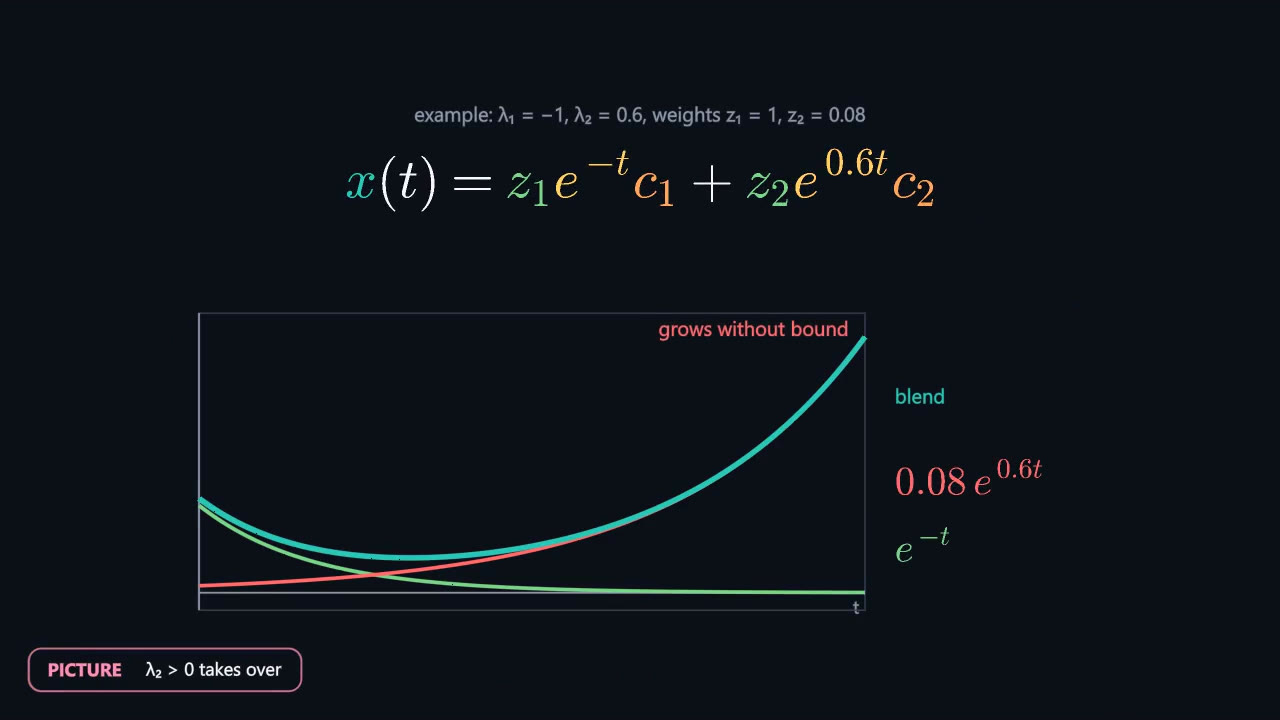 example: λ₁ = −1, λ₂ = 0.6, weights z₁ = 1, z₂ = 0.08
x(t) = z₁e^{−t}c₁ + z₂e^{0.6t}c₂
grows without bound
blend
0.08 e^{0.6t}
e^{−t}
t
PICTURE λ₂ > 0 takes over